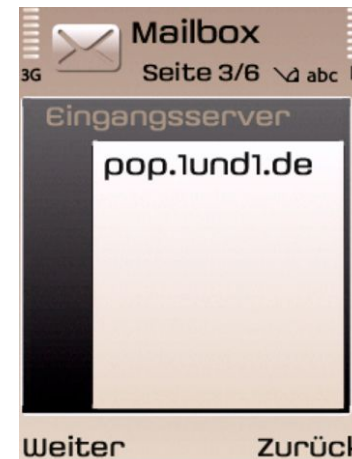 Mailbox
3G Seite 3/6 abc
Eingangsserver
pop.1und1.de
Weiter Zurück